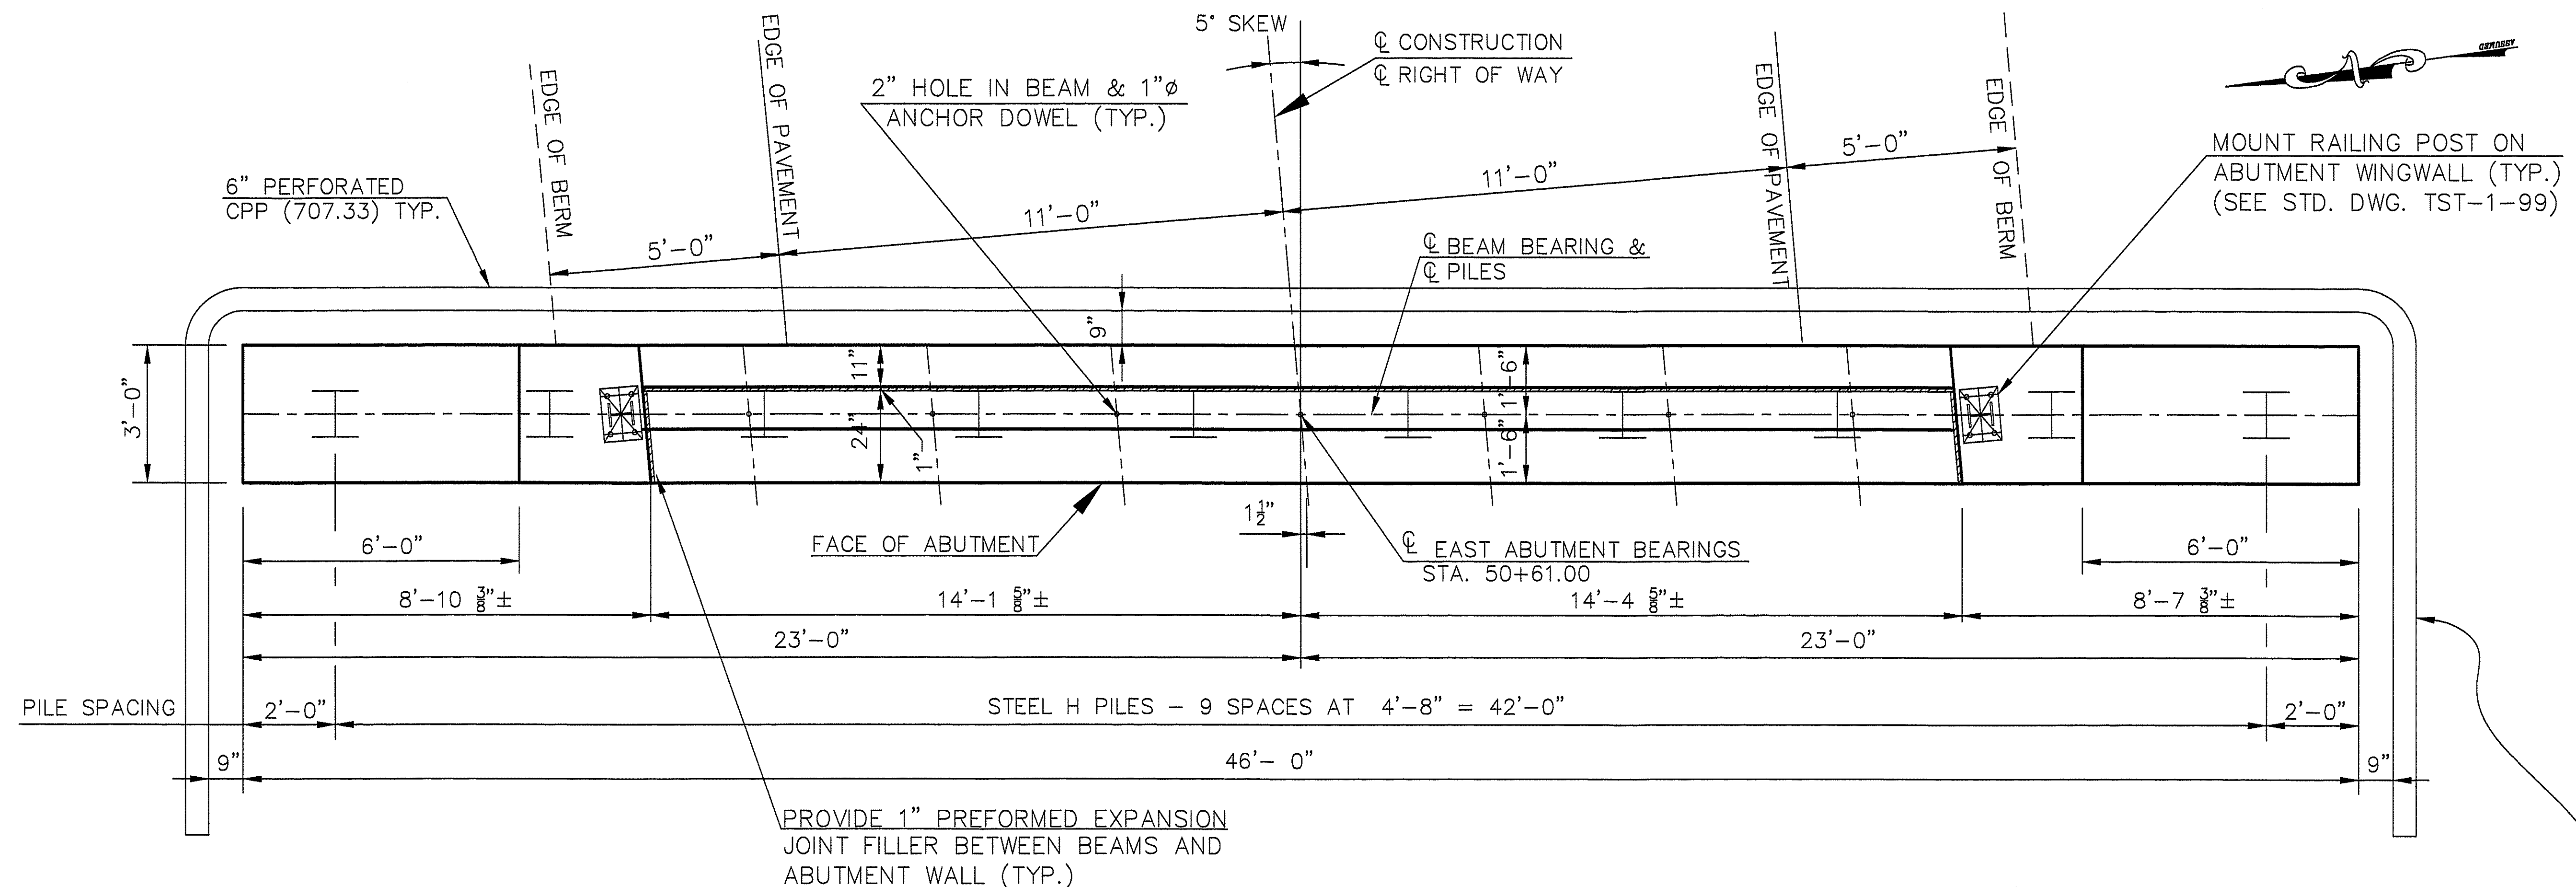 5° SKEW
℄ CONSTRUCTION
℄ RIGHT OF WAY
ASSUMED
EDGE OF BERM
EDGE OF PAVEMENT
2" HOLE IN BEAM & 1"ø
ANCHOR DOWEL (TYP.)
EDGE OF PAVEMENT
EDGE OF BERM
MOUNT RAILING POST ON
ABUTMENT WINGWALL (TYP.)
(SEE STD. DWG. TST-1-99)
6" PERFORATED
CPP (707.33) TYP.
5'-0"
11'-0"
11'-0"
5'-0"
℄ BEAM BEARING &
℄ PILES
3'-0"
11"
24"
1"
9"
1'-6"
1'-6"
1½"
FACE OF ABUTMENT
℄ EAST ABUTMENT BEARINGS
STA. 50+61.00
6'-0"
6'-0"
8'-10 ⅜"±
14'-1 ⅝"±
14'-4 ⅝"±
8'-7 ⅜"±
23'-0"
23'-0"
PILE SPACING
2'-0"
STEEL H PILES - 9 SPACES AT 4'-8" = 42'-0"
2'-0"
9"
46'- 0"
9"
PROVIDE 1" PREFORMED EXPANSION
JOINT FILLER BETWEEN BEAMS AND
ABUTMENT WALL (TYP.)